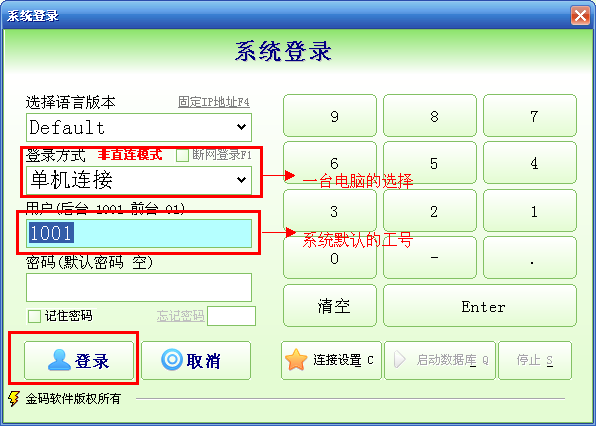 系统登录
系统登录
选择语言版本 固定IP地址F4
Default
登录方式 非直连模式 断网登录F1
单机连接
一台电脑的选择
用户(后台 1001 前台 01)
1001
系统默认的工号
密码(默认密码 空)
记住密码 忘记密码
登录 取消
9 8 7
6 5 4
3 2 1
0 - .
清空 Enter
连接设置 C 启动数据库 Q 停止 S
金码软件版权所有